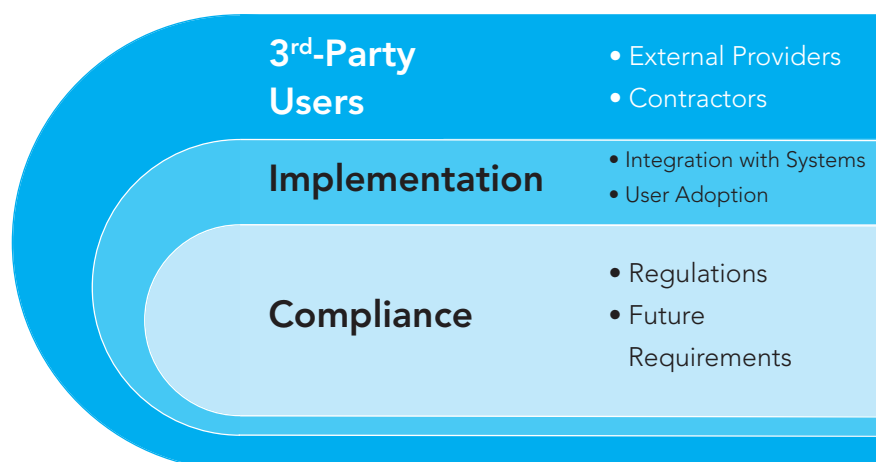 3rd-Party
Users
• External Providers
• Contractors
Implementation
• Integration with Systems
• User Adoption
Compliance
• Regulations
• Future
Requirements